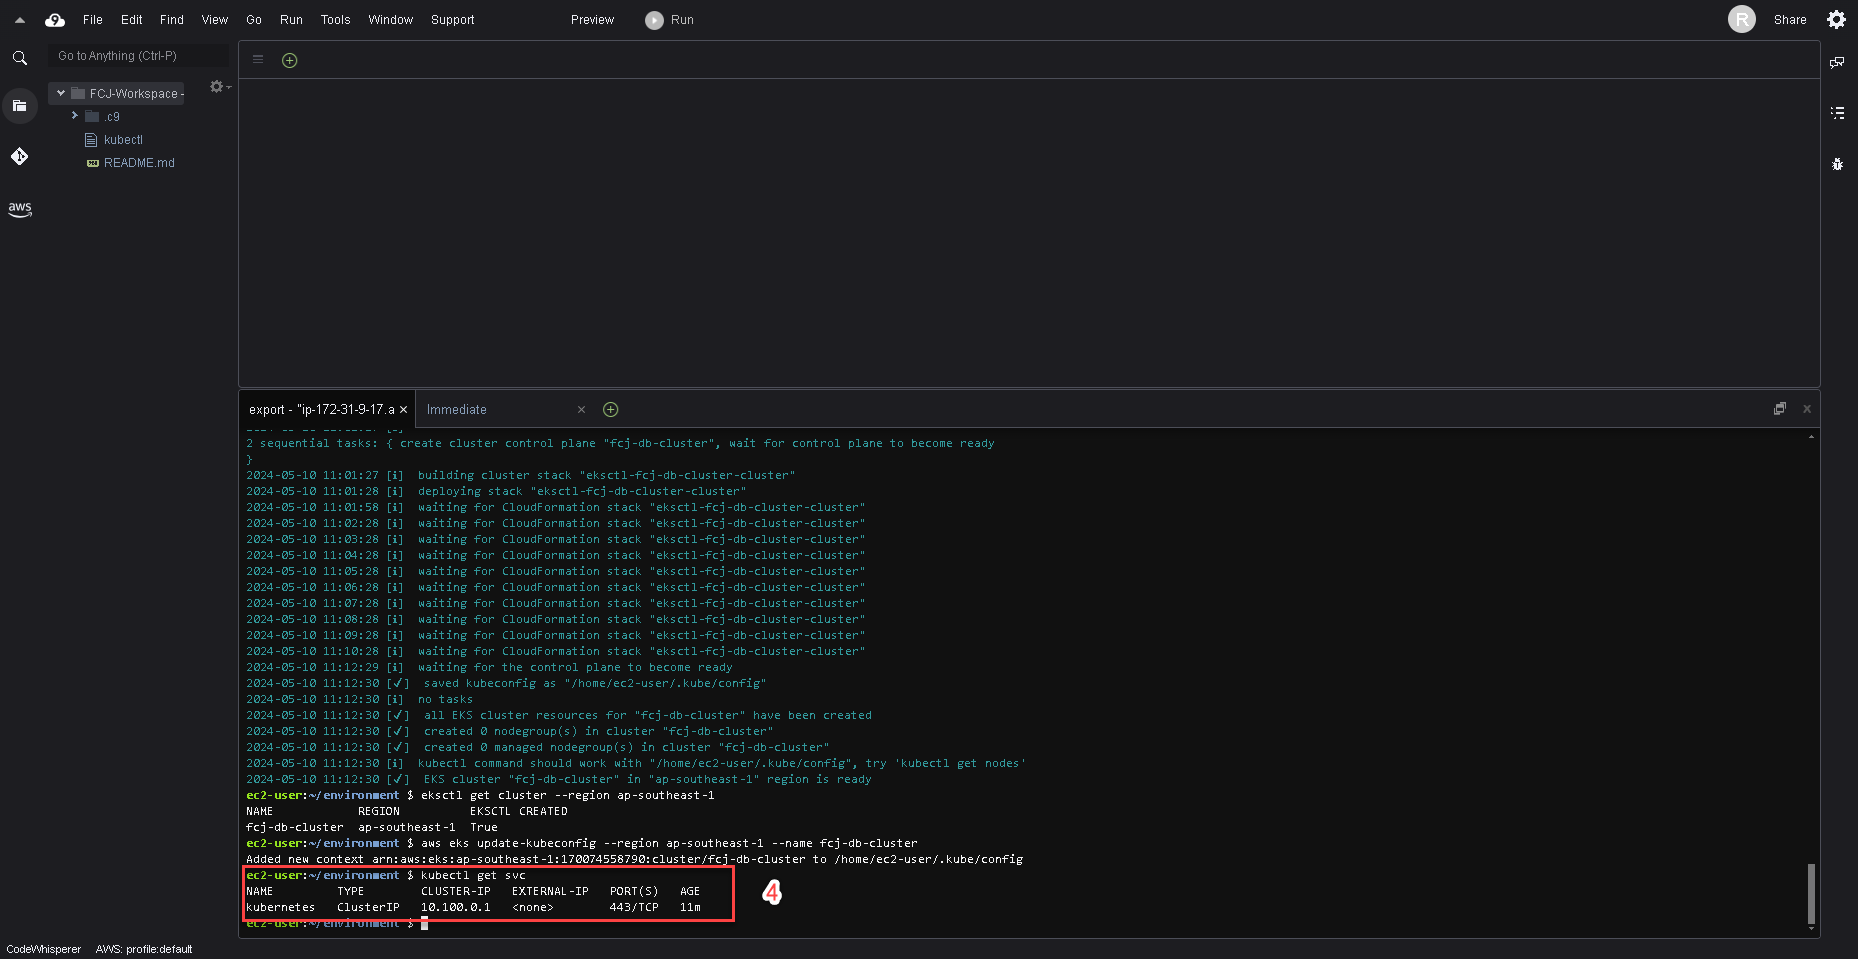 File Edit Find View Go Run Tools Window Support Preview Run R Share
Go to Anything (Ctrl-P)
FCJ-Workspace -
.c9
kubectl
README.md
aws
export - "ip-172-31-9-17.a × Immediate ×
2 sequential tasks: { create cluster control plane "fcj-db-cluster", wait for control plane to become ready
}
2024-05-10 11:01:27 [ℹ]  building cluster stack "eksctl-fcj-db-cluster-cluster"
2024-05-10 11:01:28 [ℹ]  deploying stack "eksctl-fcj-db-cluster-cluster"
2024-05-10 11:01:58 [ℹ]  waiting for CloudFormation stack "eksctl-fcj-db-cluster-cluster"
2024-05-10 11:02:28 [ℹ]  waiting for CloudFormation stack "eksctl-fcj-db-cluster-cluster"
2024-05-10 11:03:28 [ℹ]  waiting for CloudFormation stack "eksctl-fcj-db-cluster-cluster"
2024-05-10 11:04:28 [ℹ]  waiting for CloudFormation stack "eksctl-fcj-db-cluster-cluster"
2024-05-10 11:05:28 [ℹ]  waiting for CloudFormation stack "eksctl-fcj-db-cluster-cluster"
2024-05-10 11:06:28 [ℹ]  waiting for CloudFormation stack "eksctl-fcj-db-cluster-cluster"
2024-05-10 11:07:28 [ℹ]  waiting for CloudFormation stack "eksctl-fcj-db-cluster-cluster"
2024-05-10 11:08:28 [ℹ]  waiting for CloudFormation stack "eksctl-fcj-db-cluster-cluster"
2024-05-10 11:09:28 [ℹ]  waiting for CloudFormation stack "eksctl-fcj-db-cluster-cluster"
2024-05-10 11:10:28 [ℹ]  waiting for CloudFormation stack "eksctl-fcj-db-cluster-cluster"
2024-05-10 11:12:29 [ℹ]  waiting for the control plane to become ready
2024-05-10 11:12:30 [✔]  saved kubeconfig as "/home/ec2-user/.kube/config"
2024-05-10 11:12:30 [ℹ]  no tasks
2024-05-10 11:12:30 [✔]  all EKS cluster resources for "fcj-db-cluster" have been created
2024-05-10 11:12:30 [✔]  created 0 nodegroup(s) in cluster "fcj-db-cluster"
2024-05-10 11:12:30 [✔]  created 0 managed nodegroup(s) in cluster "fcj-db-cluster"
2024-05-10 11:12:30 [ℹ]  kubectl command should work with "/home/ec2-user/.kube/config", try 'kubectl get nodes'
2024-05-10 11:12:30 [✔]  EKS cluster "fcj-db-cluster" in "ap-southeast-1" region is ready
ec2-user:~/environment $ eksctl get cluster --region ap-southeast-1
NAME REGION EKSCTL CREATED
fcj-db-cluster ap-southeast-1 True
ec2-user:~/environment $ aws eks update-kubeconfig --region ap-southeast-1 --name fcj-db-cluster
Added new context arn:aws:eks:ap-southeast-1:170074558790:cluster/fcj-db-cluster to /home/ec2-user/.kube/config
ec2-user:~/environment $ kubectl get svc
NAME TYPE CLUSTER-IP EXTERNAL-IP PORT(S) AGE
kubernetes ClusterIP 10.100.0.1 <none> 443/TCP 11m
4
ec2-user:~/environment $
CodeWhisperer AWS: profile:default